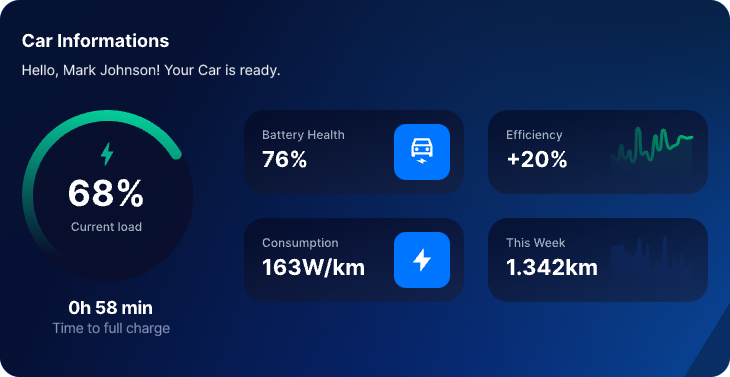 Car Informations
Hello, Mark Johnson! Your Car is ready.
68%
Current load
0h 58 min
Time to full charge
Battery Health
76%
Efficiency
+20%
Consumption
163W/km
This Week
1.342km